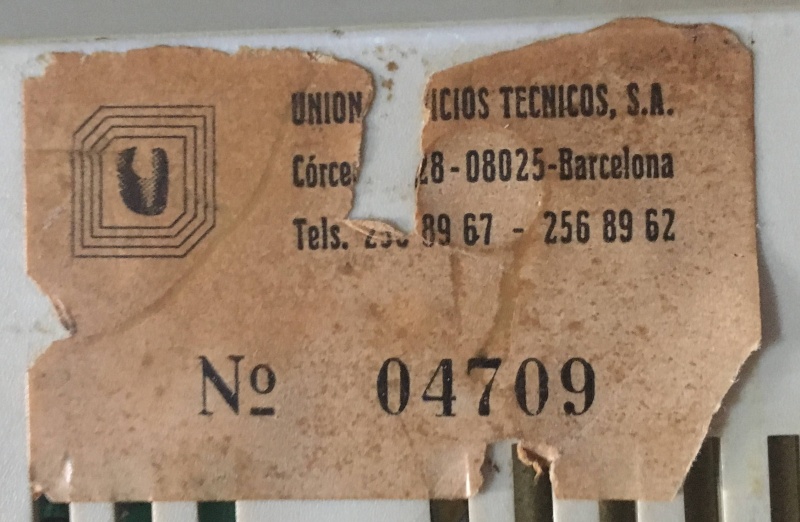 UNION ICIOS TECNICOS, S.A.
Córce 28-08025-Barcelona
Tels. 89 67 - 256 89 62
Nº 04709